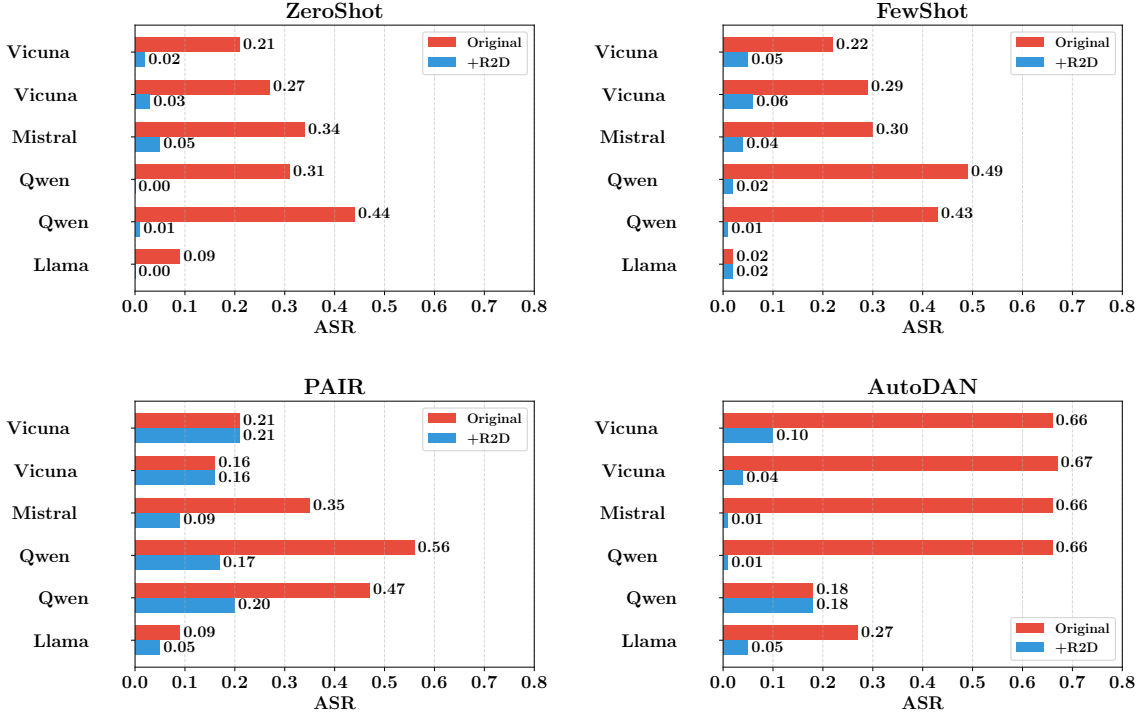 ZeroShot
Vicuna 0.21 Original
0.02 +R2D
Vicuna 0.27
0.03
Mistral 0.34
0.05
Qwen 0.31
0.00
Qwen 0.44
0.01
Llama 0.09
0.00
0.0 0.1 0.2 0.3 0.4 0.5 0.6 0.7 0.8
ASR
FewShot
Vicuna 0.22 Original
0.05 +R2D
Vicuna 0.29
0.06
Mistral 0.30
0.04
Qwen 0.49
0.02
Qwen 0.43
0.01
Llama 0.02
0.02
0.0 0.1 0.2 0.3 0.4 0.5 0.6 0.7 0.8
ASR
PAIR
Vicuna 0.21 Original
0.21 +R2D
Vicuna 0.16
0.16
Mistral 0.35
0.09
Qwen 0.56
0.17
Qwen 0.47
0.20
Llama 0.09
0.05
0.0 0.1 0.2 0.3 0.4 0.5 0.6 0.7 0.8
ASR
AutoDAN
Vicuna 0.66
0.10
Vicuna 0.67
0.04
Mistral 0.66
0.01
Qwen 0.66
0.01
Qwen 0.18
0.18
Llama 0.27 Original
0.05 +R2D
0.0 0.1 0.2 0.3 0.4 0.5 0.6 0.7 0.8
ASR